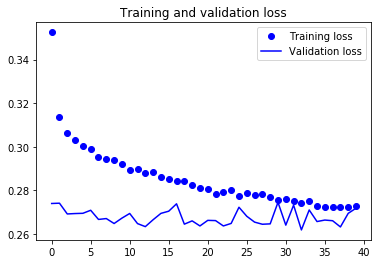 Training and validation loss
Training loss
Validation loss
0.34
0.32
0.30
0.28
0.26
0 5 10 15 20 25 30 35 40